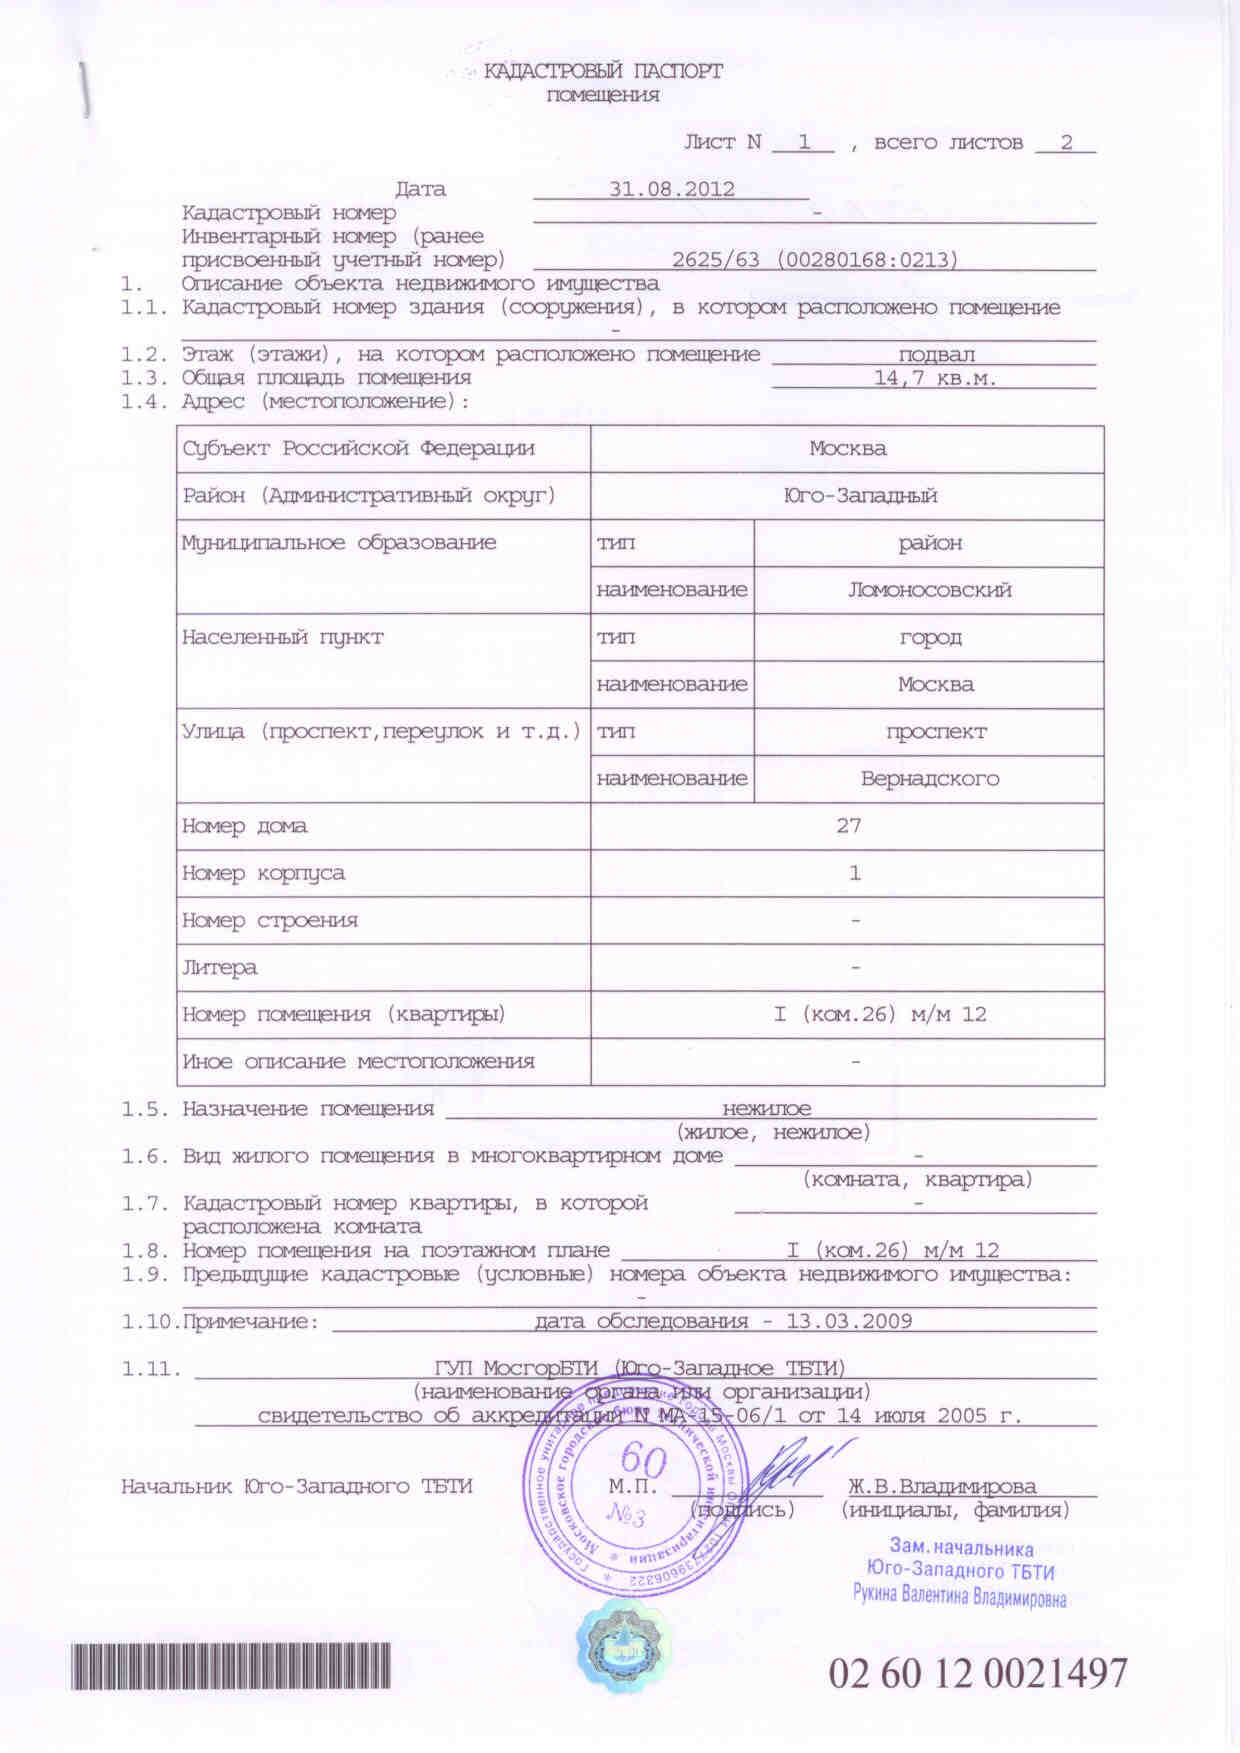 КАДАСТРОВЫЙ ПАСПОРТ
помещения
Лист N 1 , всего листов 2
Дата 31.08.2012
Кадастровый номер -
Инвентарный номер (ранее
присвоенный учетный номер) 2625/63 (00280168:0213)
1. Описание объекта недвижимого имущества
1.1. Кадастровый номер здания (сооружения), в котором расположено помещение
-
1.2. Этаж (этажи), на котором расположено помещение подвал
1.3. Общая площадь помещения 14,7 кв.м.
1.4. Адрес (местоположение):
Субъект Российской Федерации Москва
Район (Административный округ) Юго-Западный
Муниципальное образование тип район
наименование Ломоносовский
Населенный пункт тип город
наименование Москва
Улица (проспект,переулок и т.д.) тип проспект
наименование Вернадского
Номер дома 27
Номер корпуса 1
Номер строения -
Литера -
Номер помещения (квартиры) I (ком.26) м/м 12
Иное описание местоположения -
1.5. Назначение помещения нежилое
(жилое, нежилое)
1.6. Вид жилого помещения в многоквартирном доме -
(комната, квартира)
1.7. Кадастровый номер квартиры, в которой -
расположена комната
1.8. Номер помещения на поэтажном плане I (ком.26) м/м 12
1.9. Предыдущие кадастровые (условные) номера объекта недвижимого имущества:
-
1.10.Примечание: дата обследования - 13.03.2009
1.11. ГУП МосгорБТИ (Юго-Западное ТБТИ)
(наименование органа или организации)
свидетельство об аккредитации N МА-15-06/1 от 14 июля 2005 г.
Начальник Юго-Западного ТБТИ М.П. Ж.В.Владимирова
(подпись) (инициалы, фамилия)
60
№3
Зам.начальника
Юго-Западного ТБТИ
Рукина Валентина Владимировна
02 60 12 0021497